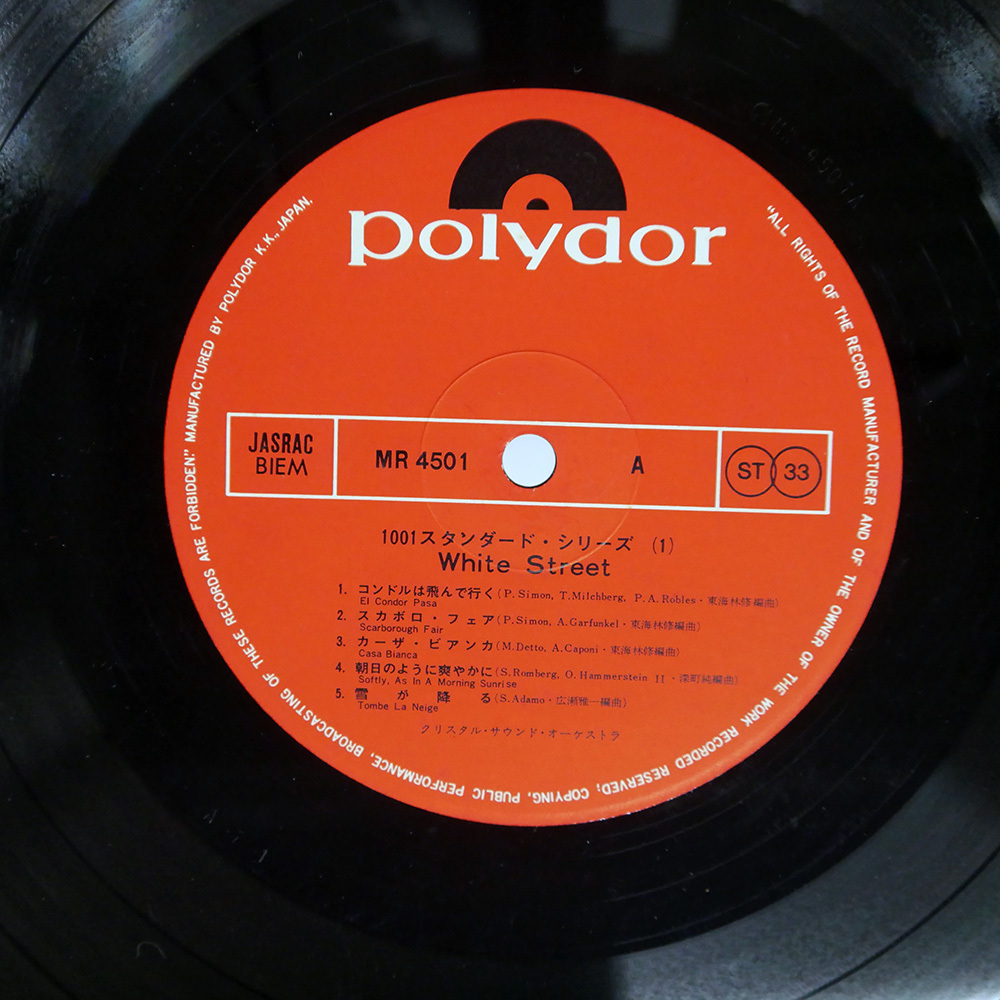 polydor
JASRAC
BIEM
MR 4501
A
ST 33
1001スタンダード・シリーズ (1)
White Street
1. コンドルは飛んで行く(P. Simon, T. Milchberg, P. A. Robles・東海林修編曲)
El Condor Pasa
2. スカボロ・フェア(P. Simon, A. Garfunkel・東海林修編曲)
Scarborough Fair
3. カーザ・ビアンカ(M. Detto, A. Caponi・東海林修編曲)
Casa Bianca
4. 朝日のように爽やかに(S. Romberg, O. Hammerstein II・深町純編曲)
Softly, As In A Morning Sunrise
5. 雪が降る(S. Adamo・広瀬雅一編曲)
Tombe La Neige
クリスタル・サウンド・オーケストラ
"ALL RIGHTS OF THE RECORD MANUFACTURER AND OF THE OWNER OF THE WORK RECORDED RESERVED; COPYING, PUBLIC PERFORMANCE, BROADCASTING OF THESE RECORDS ARE FORBIDDEN." MANUFACTURED BY POLYDOR K.K., JAPAN.